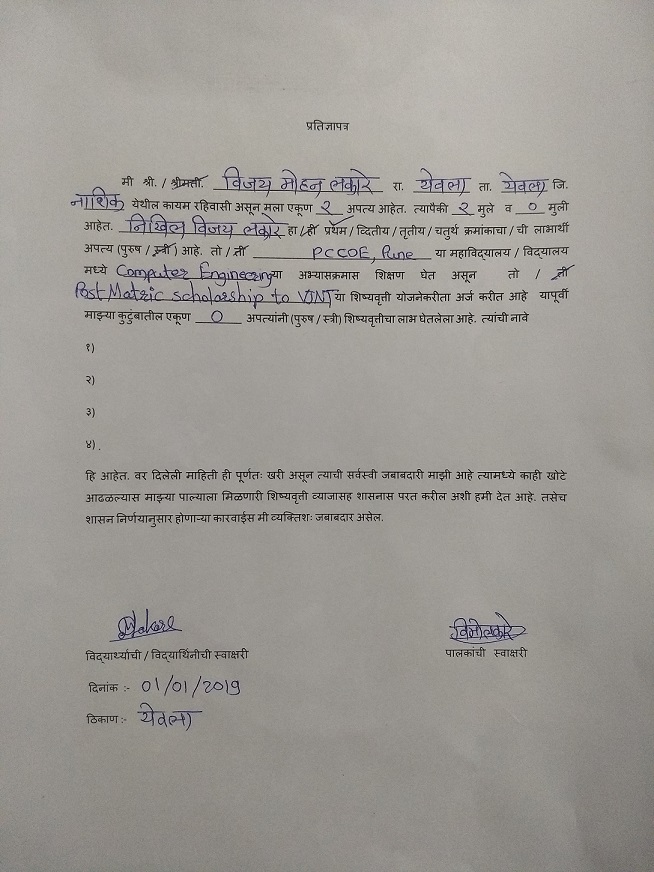 प्रतिज्ञापत्र
मी श्री. / श्रीमती. विजय मोहन लकारे रा. येवला ता. येवला जि.
नाशिक येथील कायम रहिवासी असून मला एकूण २ अपत्य आहेत. त्यापैकी २ मुले व ० मुली
आहेत. निखिल विजय लकारे हा / ही प्रथम / व्दितीय / तृतीय / चतुर्थ क्रमांकाचा / ची लाभार्थी
अपत्य (पुरुष / स्त्री) आहे. तो / ती PCCOE, Pune या महाविद्यालय / विद्यालय
मध्ये Computer Engineering या अभ्यासक्रमास शिक्षण घेत असून तो / ती
Post Matric scholarship to VJNT या शिष्यवृत्ती योजनेकरीता अर्ज करीत आहे यापूर्वी
माझ्या कुटुंबातील एकूण 0 अपत्यांनी (पुरुष / स्त्री) शिष्यवृत्तीचा लाभ घेतलेला आहे. त्यांची नावे
१)
२)
३)
४) .
हि आहेत. वर दिलेली माहिती ही पूर्णतः खरी असून त्याची सर्वस्वी जबाबदारी माझी आहे त्यामध्ये काही खोटे
आढळल्यास माझ्या पाल्याला मिळणारी शिष्यवृत्ती व्याजासह शासनास परत करील अशी हमी देत आहे. तसेच
शासन निर्णयानुसार होणाऱ्या कारवाईस मी व्यक्तिशः जबाबदार असेल.
विद्यार्थ्याची / विद्यार्थिनीची स्वाक्षरी पालकांची स्वाक्षरी
दिनांक :- 01/01/2019
ठिकाण :- येवला